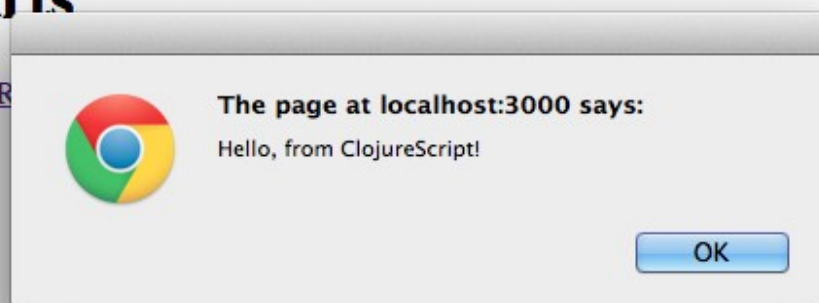 The page at localhost:3000 says:
Hello, from ClojureScript!
OK